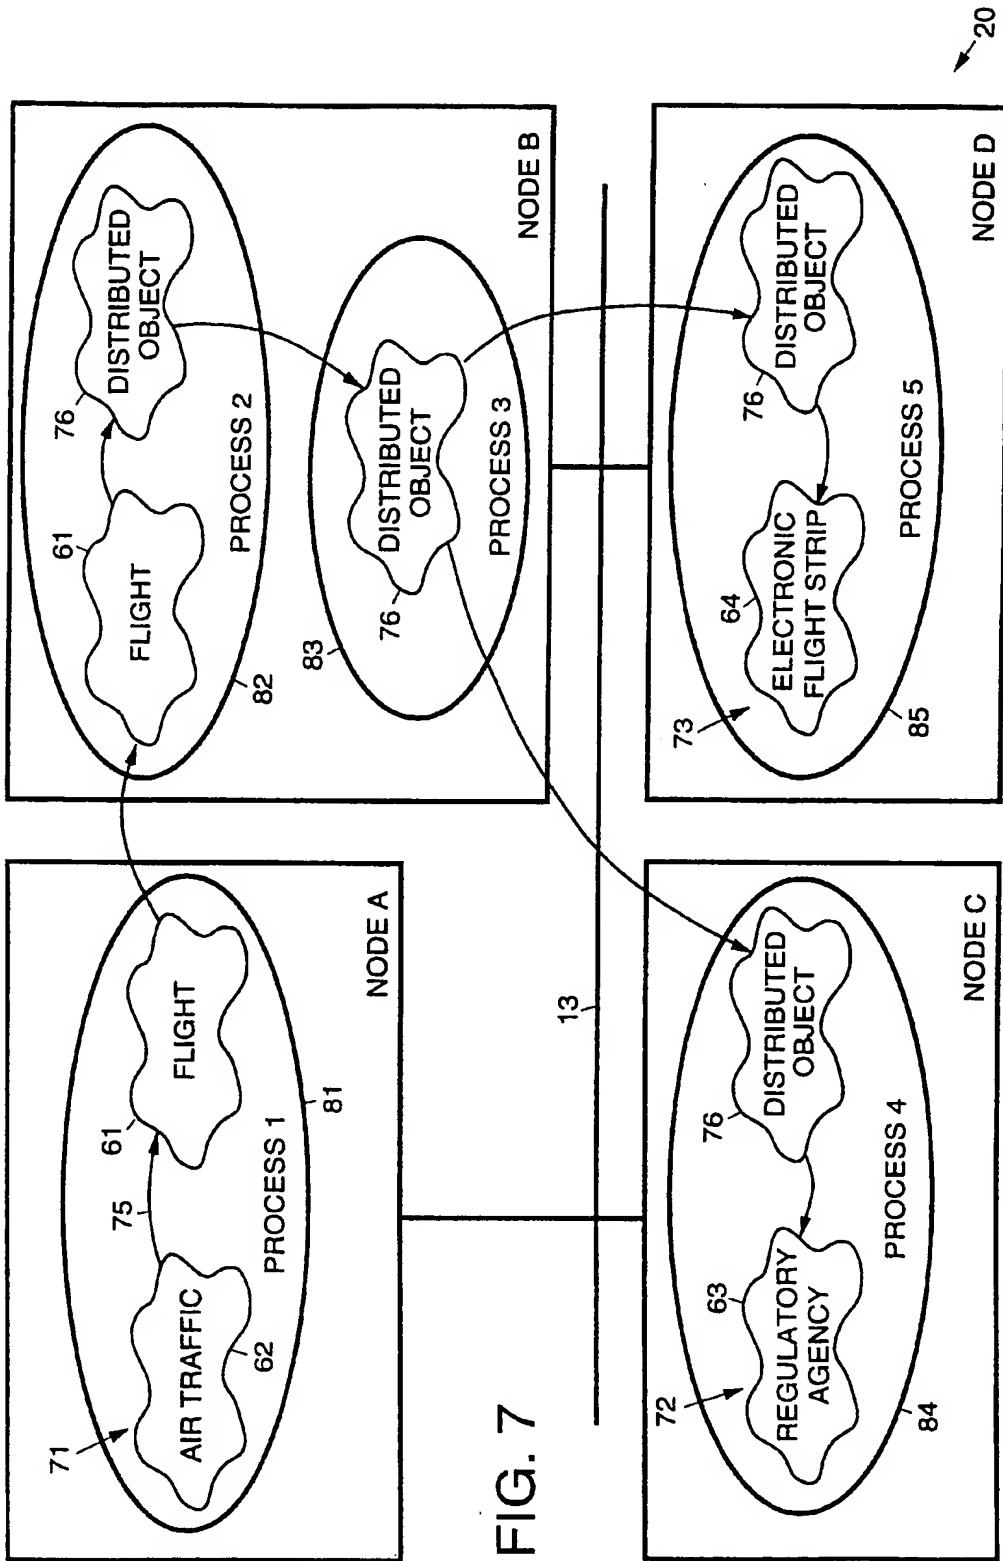 71
AIR TRAFFIC
62
75
61
FLIGHT
PROCESS 1
81
NODE A
FLIGHT
61
76
DISTRIBUTED
OBJECT
PROCESS 2
82
83
76
DISTRIBUTED
OBJECT
PROCESS 3
NODE B
FIG. 7
13
72
63
REGULATORY
AGENCY
76
DISTRIBUTED
OBJECT
PROCESS 4
84
NODE C
73
64
ELECTRONIC
FLIGHT STRIP
76
DISTRIBUTED
OBJECT
PROCESS 5
85
NODE D
20